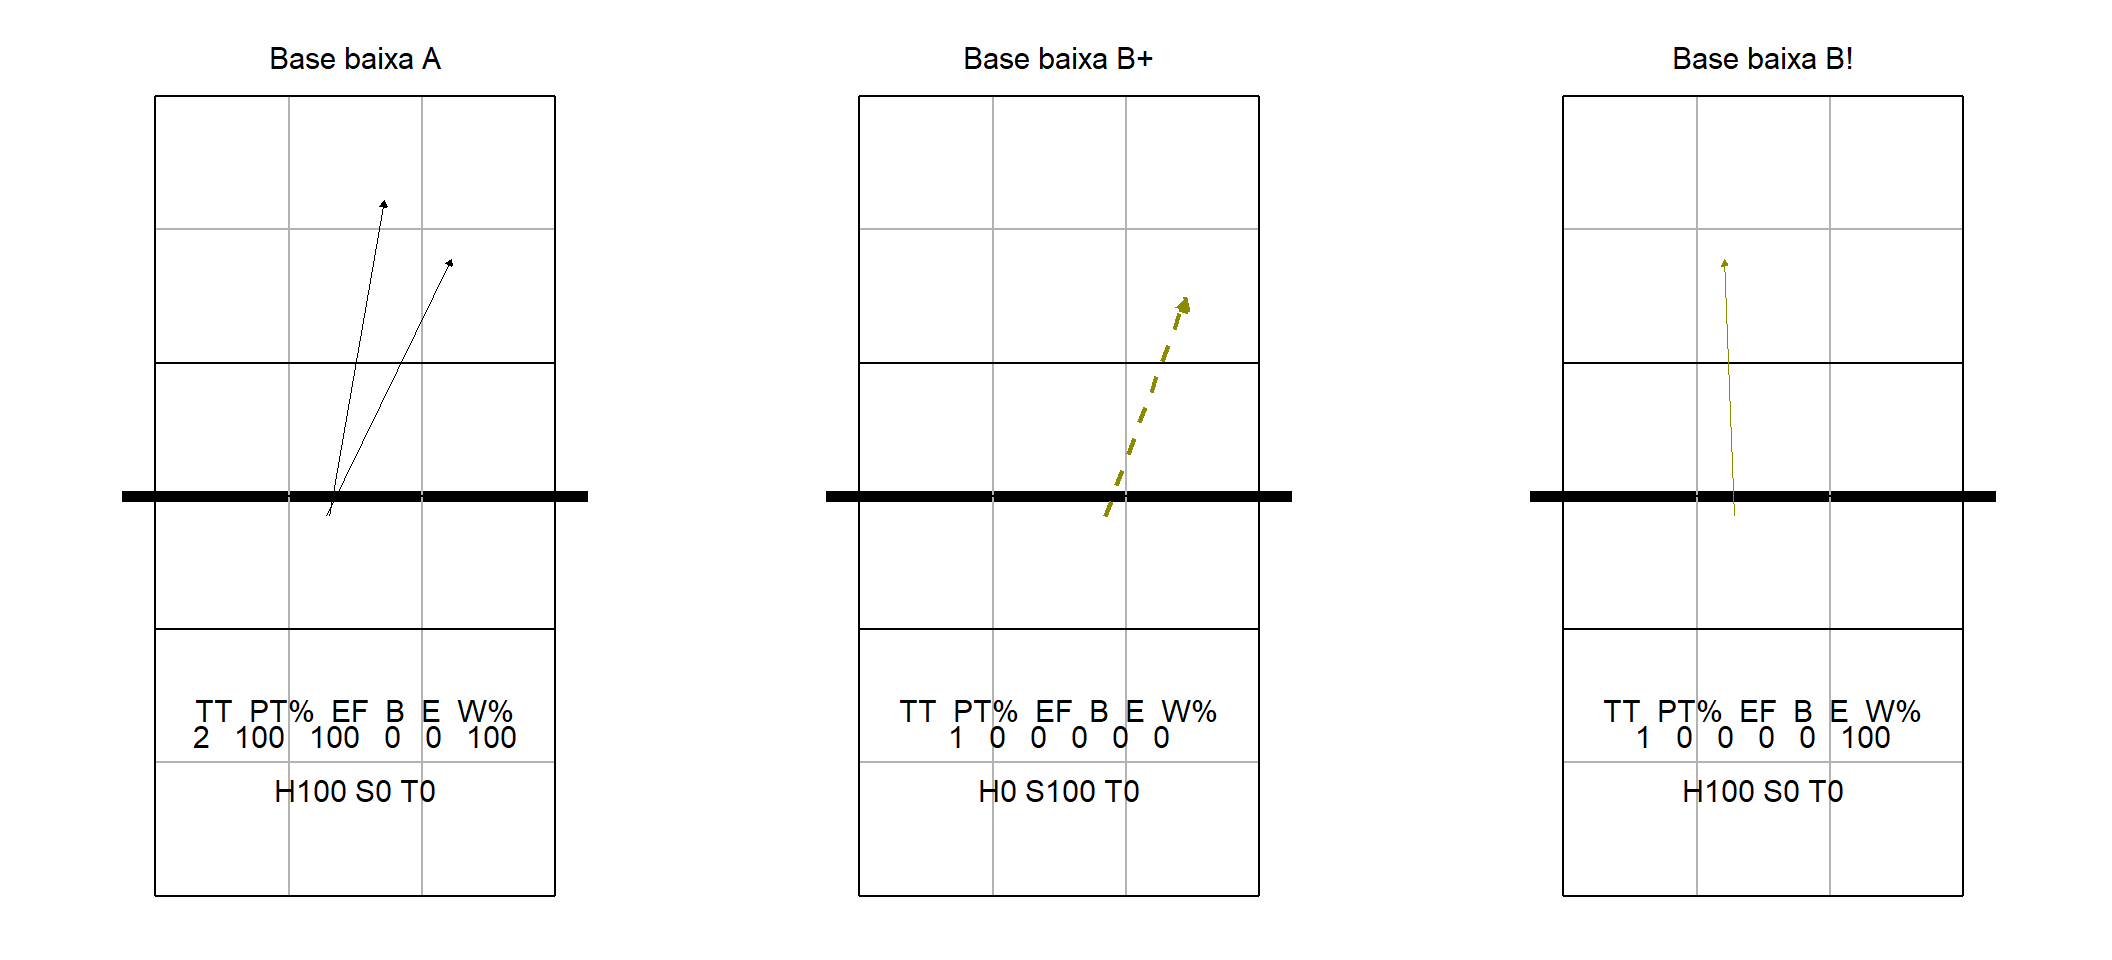 Base baixa A
TT PT% EF B E W%
2 100 100 0 0 100
H100 S0 T0
Base baixa B+
TT PT% EF B E W%
1 0 0 0 0 0
H0 S100 T0
Base baixa B!
TT PT% EF B E W%
1 0 0 0 0 100
H100 S0 T0